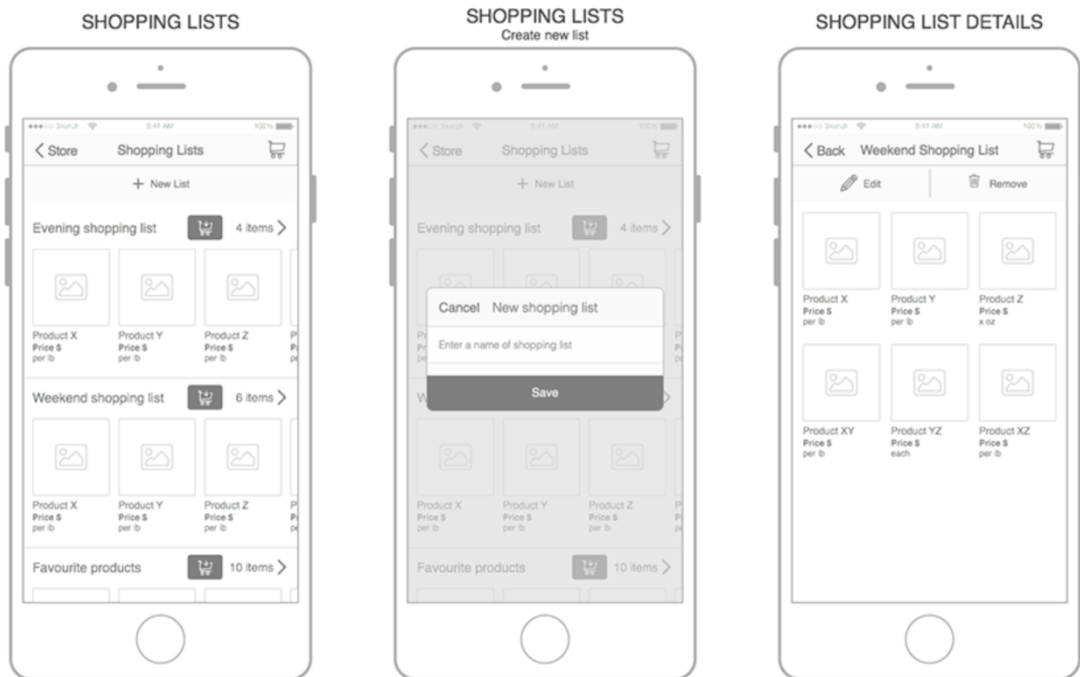 SHOPPING LISTS
9:41 AM 100%
Store Shopping Lists
+ New List
Evening shopping list 4 items
Product X Product Y Product Z P
Price $ Price $ Price $
per lb per lb per lb
Weekend shopping list 6 items
Product X Product Y Product Z P
Price $ Price $ Price $
per lb per lb per lb
Favourite products 10 items
SHOPPING LISTS
Create new list
9:41 AM 100%
Store Shopping Lists
+ New List
Evening shopping list 4 items
Cancel New shopping list
Enter a name of shopping list
Save
Product X Product Y Product Z P
Price $ Price $ Price $
per lb per lb per lb
Favourite products 10 items
SHOPPING LIST DETAILS
9:41 AM 100%
Back Weekend Shopping List
Edit Remove
Product X Product Y Product Z
Price $ Price $ Price $
per lb per lb x oz
Product XY Product YZ Product XZ
Price $ Price $ Price $
per lb each per lb